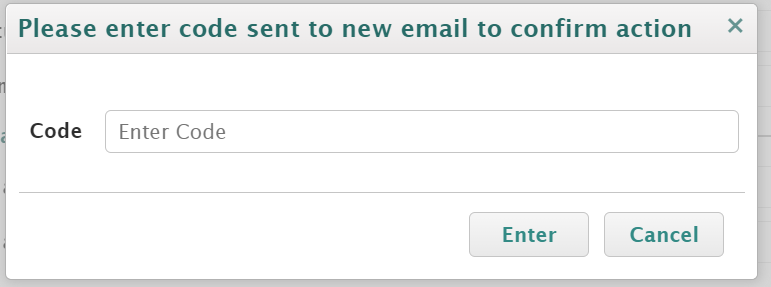 Please enter code sent to new email to confirm action
Code
Enter Code
Enter Cancel